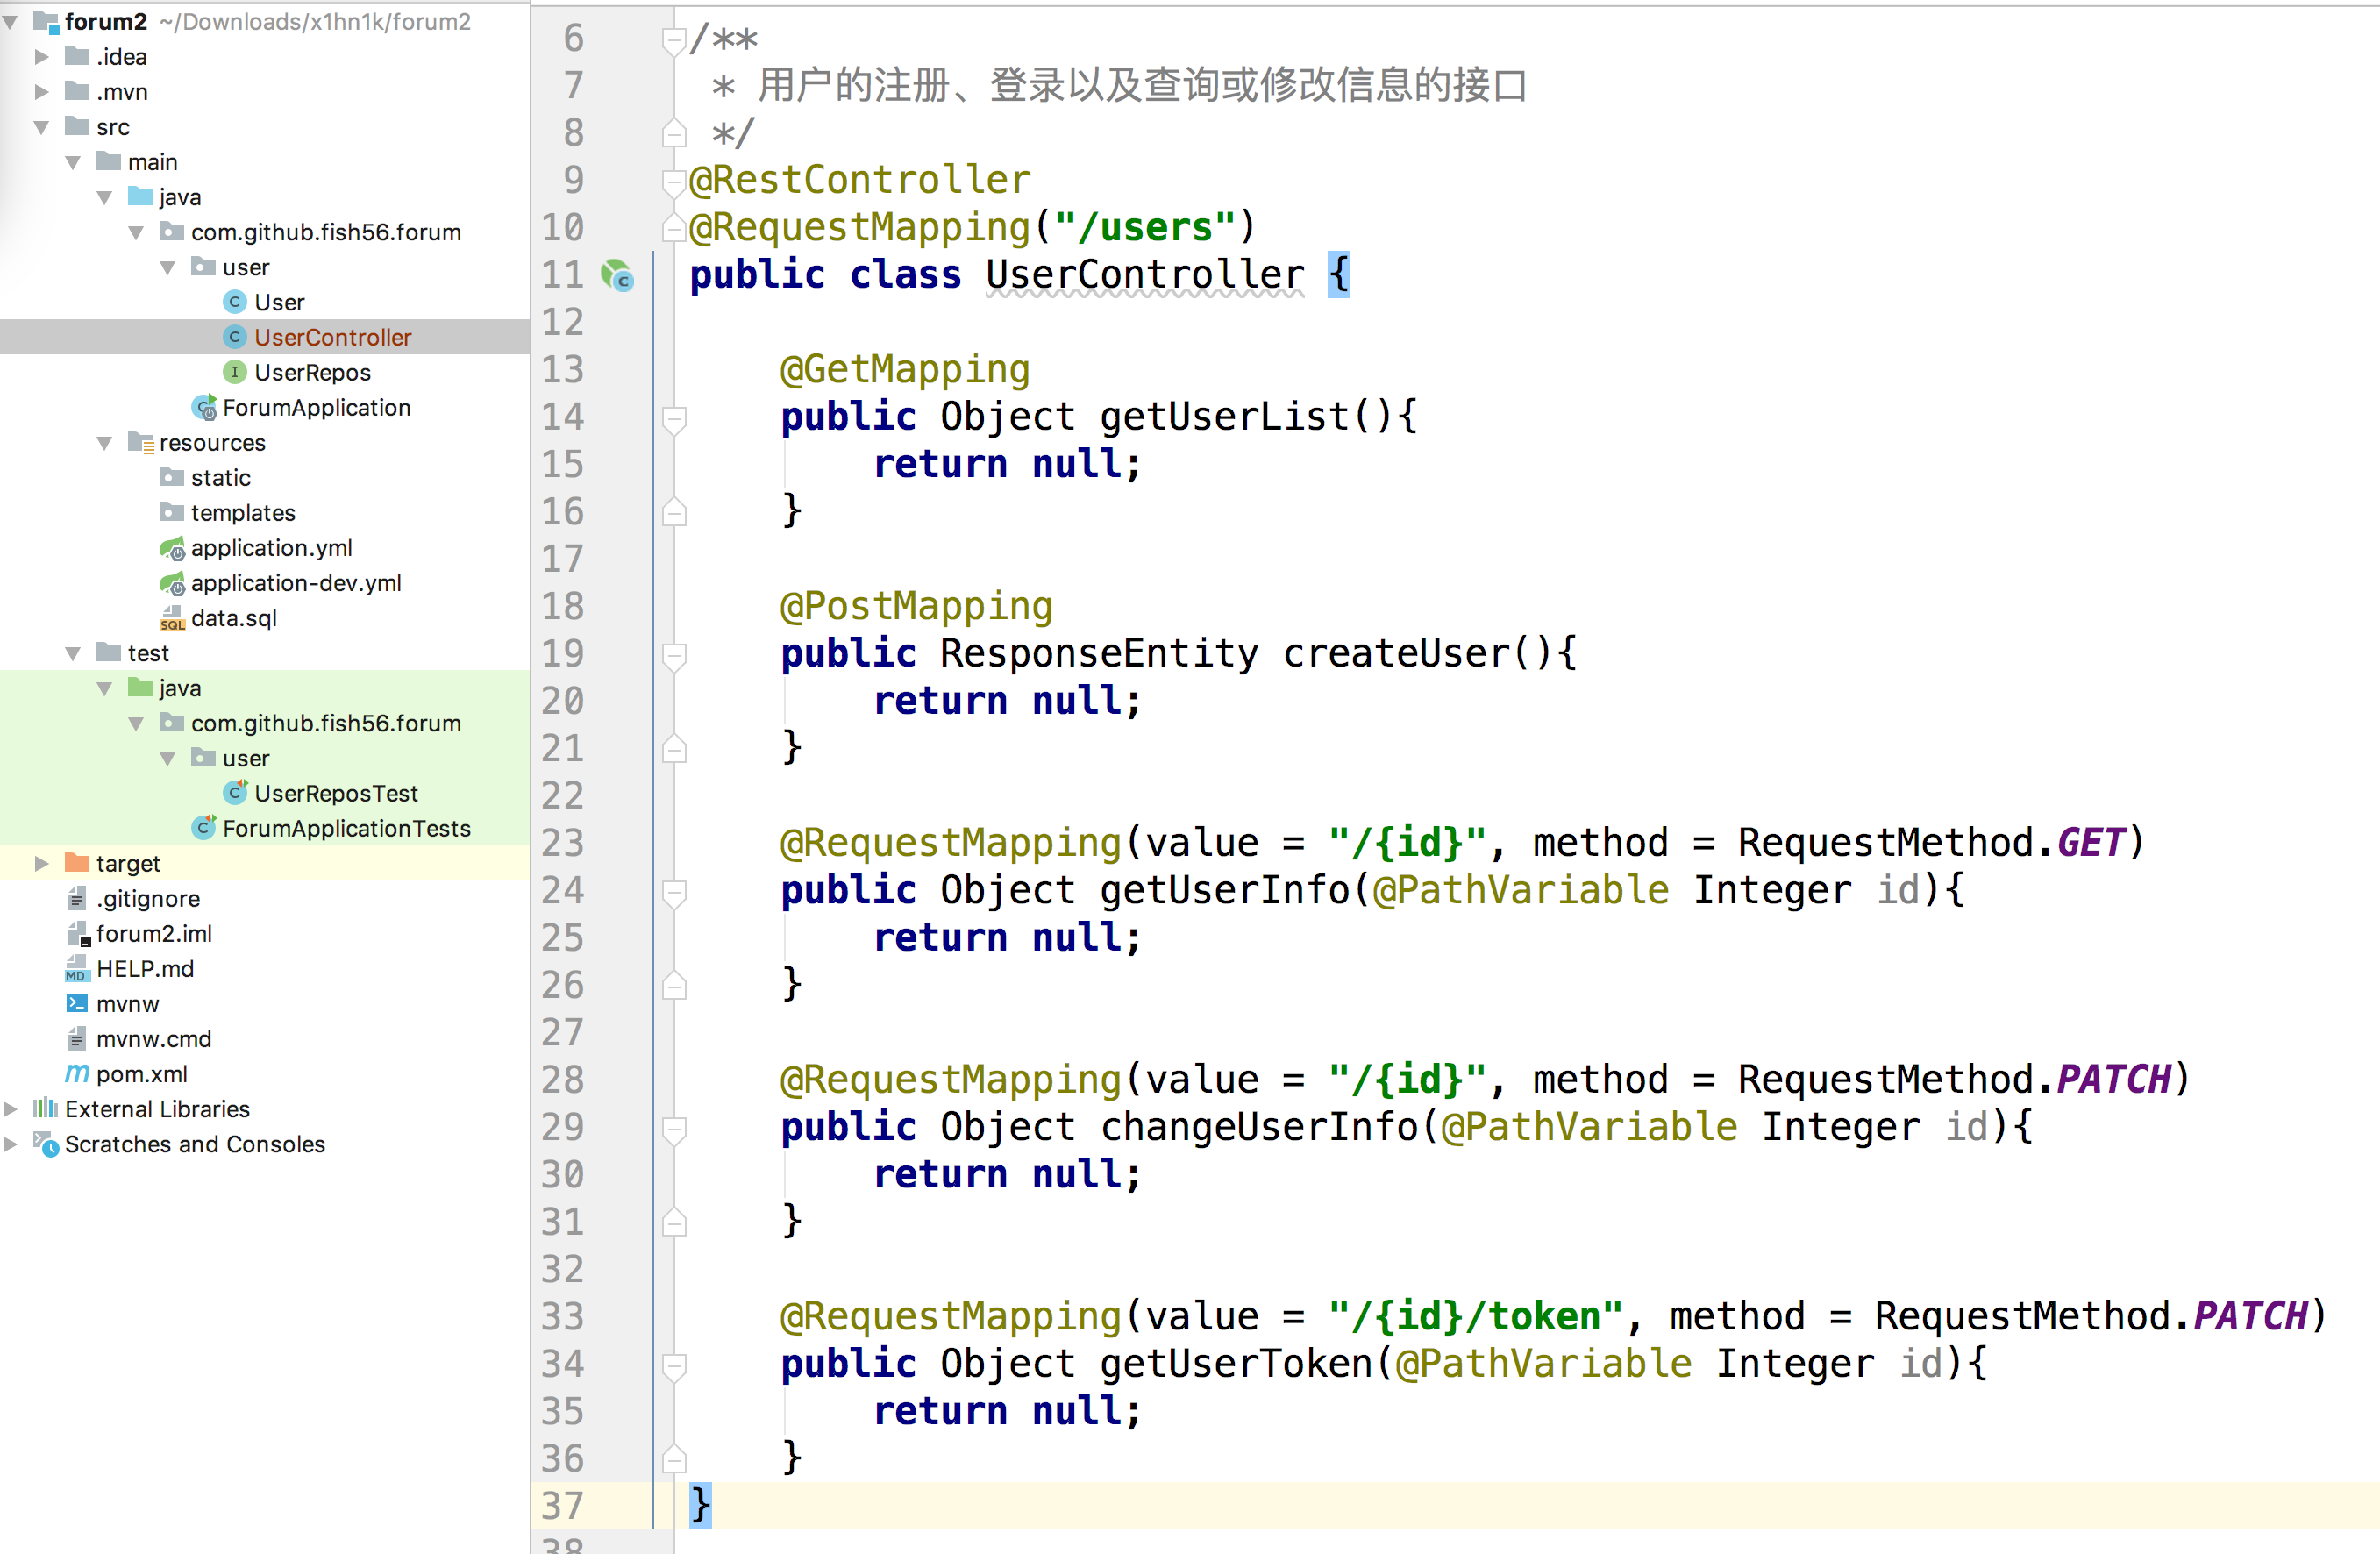 forum2 ~/Downloads/x1hn1k/forum2
.idea
.mvn
src
main
java
com.github.fish56.forum
user
User
UserController
UserRepos
ForumApplication
resources
static
templates
application.yml
application-dev.yml
data.sql
test
java
com.github.fish56.forum
user
UserReposTest
ForumApplicationTests
target
.gitignore
forum2.iml
HELP.md
mvnw
mvnw.cmd
pom.xml
External Libraries
Scratches and Consoles
6 /**
7  * 用户的注册、登录以及查询或修改信息的接口
8  */
9 @RestController
10 @RequestMapping("/users")
11 public class UserController {
12
13     @GetMapping
14     public Object getUserList(){
15         return null;
16     }
17
18     @PostMapping
19     public ResponseEntity createUser(){
20         return null;
21     }
22
23     @RequestMapping(value = "/{id}", method = RequestMethod.GET)
24     public Object getUserInfo(@PathVariable Integer id){
25         return null;
26     }
27
28     @RequestMapping(value = "/{id}", method = RequestMethod.PATCH)
29     public Object changeUserInfo(@PathVariable Integer id){
30         return null;
31     }
32
33     @RequestMapping(value = "/{id}/token", method = RequestMethod.PATCH)
34     public Object getUserToken(@PathVariable Integer id){
35         return null;
36     }
37 }
38